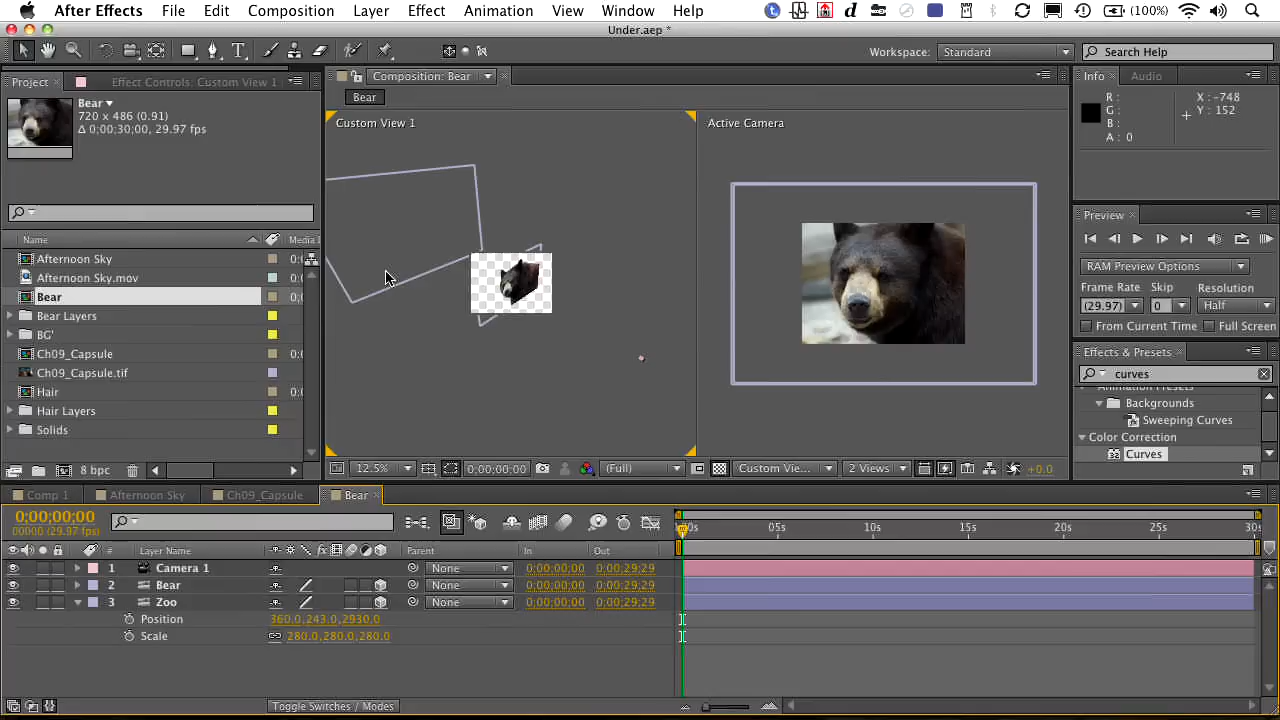 After Effects File Edit Composition Layer Effect Animation View Window Help (100%)
Under.aep *
Workspace: Standard Search Help
Project Effect Controls: Custom View 1
Composition: Bear
Info Audio
Bear
Bear
720 x 486 (0.91)
Δ 0;00;30;00, 29.97 fps
Custom View 1
Active Camera
R :
G :
B :
A : 0
X : -748
Y : 152
Preview
RAM Preview Options
Frame Rate Skip Resolution
(29.97) 0 Half
From Current Time Full Screen
Name Media
Afternoon Sky 0;
Afternoon Sky.mov 0;
Bear 0;
Bear Layers
BG'
Ch09_Capsule 0:
Ch09_Capsule.tif
Hair 0:
Hair Layers
Solids
8 bpc
Effects & Presets
curves
Animation Presets
Backgrounds
Sweeping Curves
Color Correction
Curves
12.5% 0;00;00;00 (Full) Custom Vie... 2 Views +0.0
Comp 1 Afternoon Sky Ch09_Capsule Bear
0;00;00;00
00000 (29.97 fps)
00s 05s 10s 15s 20s 25s 30s
# Layer Name fx Parent In Out
1 Camera 1 None 0;00;00;00 0;00;29;29
2 Bear None 0;00;00;00 0;00;29;29
3 Zoo None 0;00;00;00 0;00;29;29
Position 360.0,243.0,2930.0
Scale 280.0,280.0,280.0
Toggle Switches / Modes